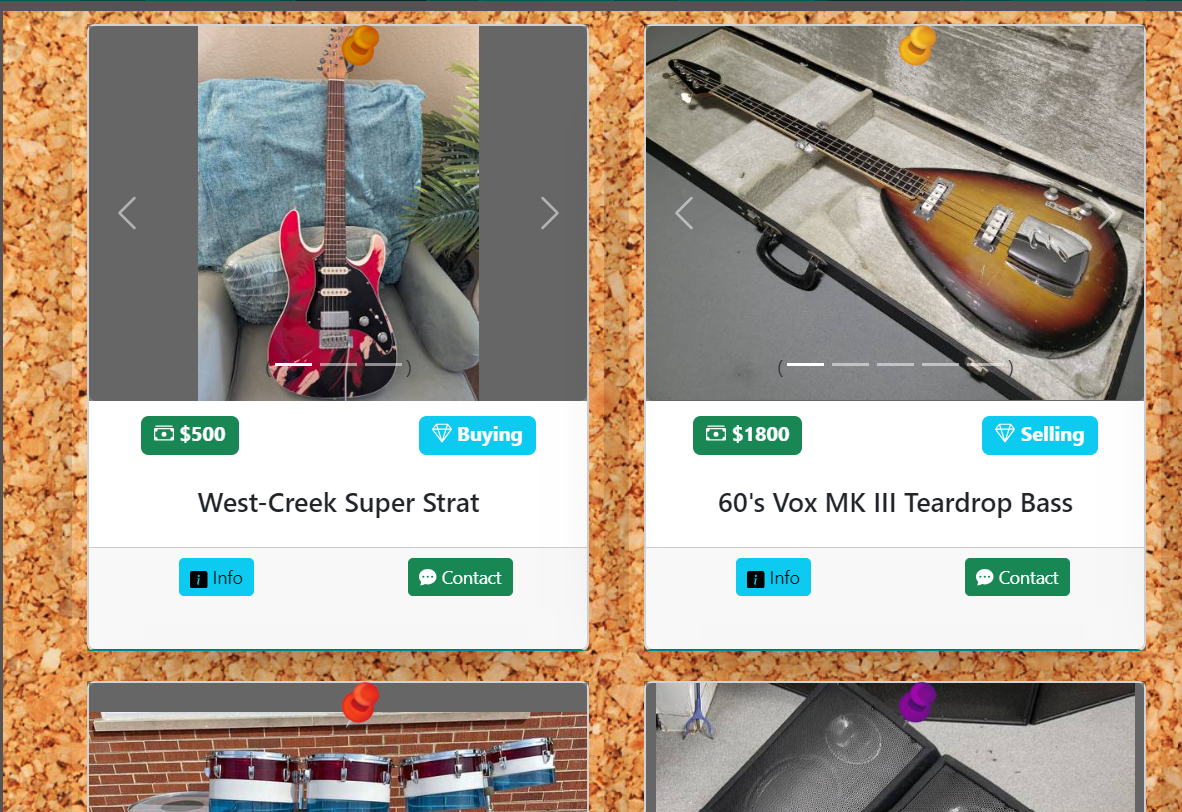 $500
Buying
$1800
Selling
West-Creek Super Strat
60's Vox MK III Teardrop Bass
i Info
Contact
i Info
Contact